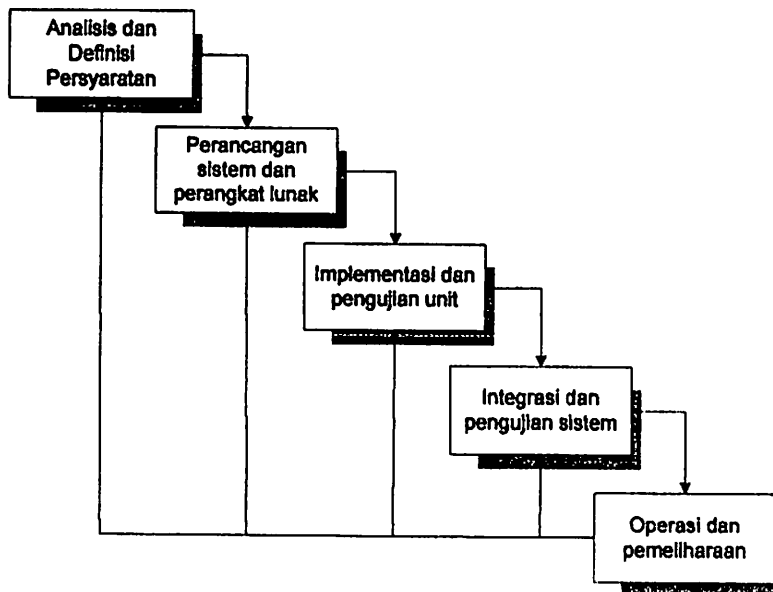 Analisis dan
Definisi
Persyaratan
Perancangan
sistem dan
perangkat lunak
Implementasi dan
pengujian unit
Integrasi dan
pengujian sistem
Operasi dan
pemeliharaan